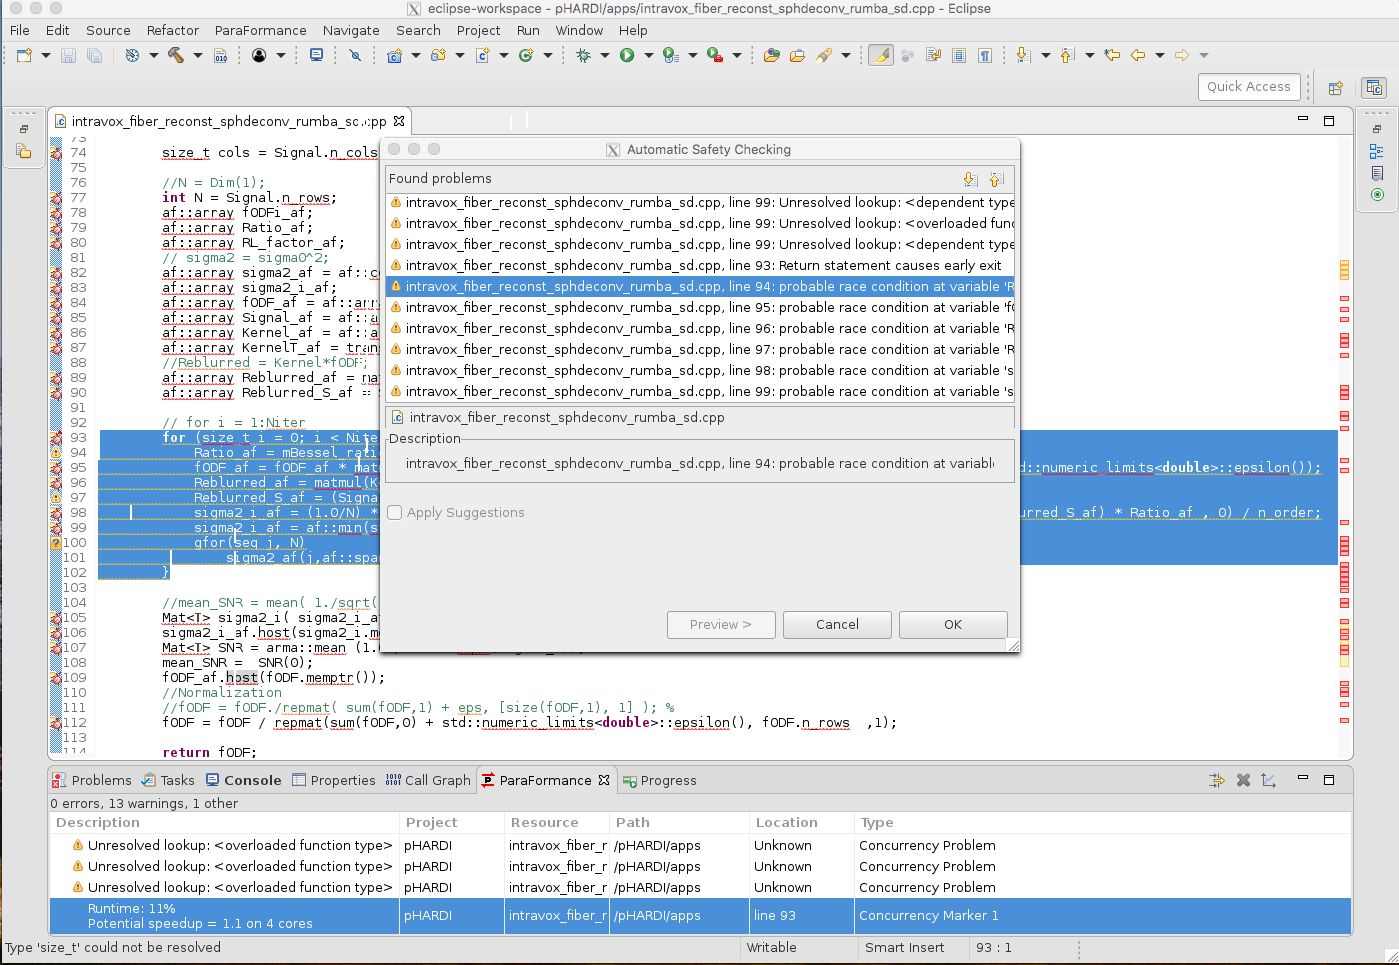 eclipse-workspace - pHARDI/apps/intravox_fiber_reconst_sphdeconv_rumba_sd.cpp - Eclipse
File Edit Source Refactor ParaFormance Navigate Search Project Run Window Help
Quick Access
intravox_fiber_reconst_sphdeconv_rumba_sd.cpp
73
74 size_t cols = Signal.n_cols
75
76 //N = Dim(1);
77 int N = Signal.n_rows;
78 af::array fODFi_af;
79 af::array Ratio_af;
80 af::array RL_factor_af;
81 // sigma2 = sigma0^2;
82 af::array sigma2_af = af::co
83 af::array sigma2_i_af;
84 af::array fODF_af = af::arr
85 af::array Signal_af = af::a
86 af::array Kernel_af = af::a
87 af::array KernelT_af = tran
88 //Reblurred = Kernel*fODF;
89 af::array Reblurred_af = ma
90 af::array Reblurred_S_af =
91
92 // for i = 1:Niter
93 for (size_t i = 0; i < Nite
94 Ratio_af = mBessel_rati
95 fODF_af = fODF_af * mat d::numeric_limits<double>::epsilon());
96 Reblurred_af = matmul(K
97 Reblurred_S_af = (Signa
98 sigma2_i_af = (1.0/N) * urred_S_af) * Ratio_af , 0) / n_order;
99 sigma2_i_af = af::min(s
100 gfor(seq j, N)
101 sigma2_af(j,af::spa
102 }
103
104 //mean_SNR = mean( 1./sqrt(
105 Mat<T> sigma2_i( sigma2_i_a
106 sigma2_i_af.host(sigma2_i.m
107 Mat<T> SNR = arma::mean (1.
108 mean_SNR = SNR(0);
109 fODF_af.host(fODF.memptr());
110 //Normalization
111 //fODF = fODF./repmat( sum(fODF,1) + eps, [size(fODF,1), 1] ); %
112 fODF = fODF / repmat(sum(fODF,0) + std::numeric_limits<double>::epsilon(), fODF.n_rows ,1);
113
114 return fODF;
Automatic Safety Checking
Found problems
intravox_fiber_reconst_sphdeconv_rumba_sd.cpp, line 99: Unresolved lookup: <dependent type
intravox_fiber_reconst_sphdeconv_rumba_sd.cpp, line 99: Unresolved lookup: <overloaded fun
intravox_fiber_reconst_sphdeconv_rumba_sd.cpp, line 99: Unresolved lookup: <dependent type
intravox_fiber_reconst_sphdeconv_rumba_sd.cpp, line 93: Return statement causes early exit
intravox_fiber_reconst_sphdeconv_rumba_sd.cpp, line 94: probable race condition at variable 'R
intravox_fiber_reconst_sphdeconv_rumba_sd.cpp, line 95: probable race condition at variable 'f
intravox_fiber_reconst_sphdeconv_rumba_sd.cpp, line 96: probable race condition at variable 'R
intravox_fiber_reconst_sphdeconv_rumba_sd.cpp, line 97: probable race condition at variable 'R
intravox_fiber_reconst_sphdeconv_rumba_sd.cpp, line 98: probable race condition at variable 's
intravox_fiber_reconst_sphdeconv_rumba_sd.cpp, line 99: probable race condition at variable 's
intravox_fiber_reconst_sphdeconv_rumba_sd.cpp
Description
intravox_fiber_reconst_sphdeconv_rumba_sd.cpp, line 94: probable race condition at variabl
Apply Suggestions
Preview > Cancel OK
Problems Tasks Console Properties Call Graph ParaFormance Progress
0 errors, 13 warnings, 1 other
Description Project Resource Path Location Type
Unresolved lookup: <overloaded function type> pHARDI intravox_fiber_r /pHARDI/apps Unknown Concurrency Problem
Unresolved lookup: <overloaded function type> pHARDI intravox_fiber_r /pHARDI/apps Unknown Concurrency Problem
Unresolved lookup: <overloaded function type> pHARDI intravox_fiber_r /pHARDI/apps Unknown Concurrency Problem
Runtime: 11%
Potential speedup = 1.1 on 4 cores pHARDI intravox_fiber_r /pHARDI/apps line 93 Concurrency Marker 1
Type 'size_t' could not be resolved Writable Smart Insert 93 : 1